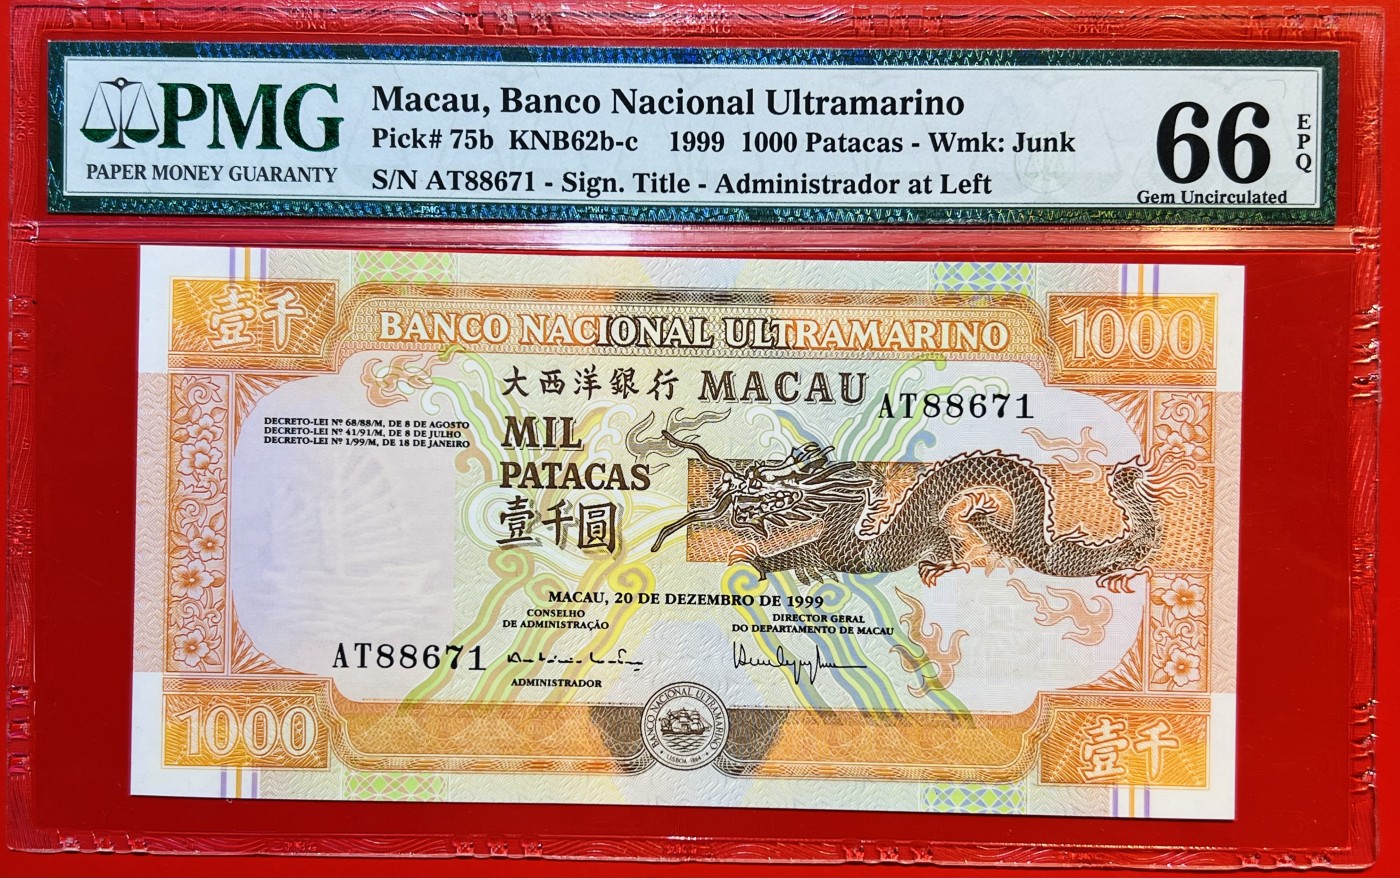 PMG
PAPER MONEY GUARANTY
Macau, Banco Nacional Ultramarino
Pick# 75b KNB62b-c 1999 1000 Patacas - Wmk: Junk
S/N AT88671 - Sign. Title - Administrador at Left
66
EPQ
Gem Uncirculated
壹千
BANCO NACIONAL ULTRAMARINO
1000
大西洋銀行 MACAU
AT88671
DECRETO-LEI Nº 68/88/M, DE 8 DE AGOSTO
DECRETO-LEI Nº 41/91/M, DE 8 DE JULHO
DECRETO-LEI Nº 1/99/M, DE 18 DE JANEIRO
MIL
PATACAS
壹千圓
MACAU, 20 DE DEZEMBRO DE 1999
CONSELHO
DE ADMINISTRAÇÃO
DIRECTOR GERAL
DO DEPARTAMENTO DE MACAU
AT88671
ADMINISTRADOR
1000
BANCO NACIONAL ULTRAMARINO
LISBOA 1864
壹千